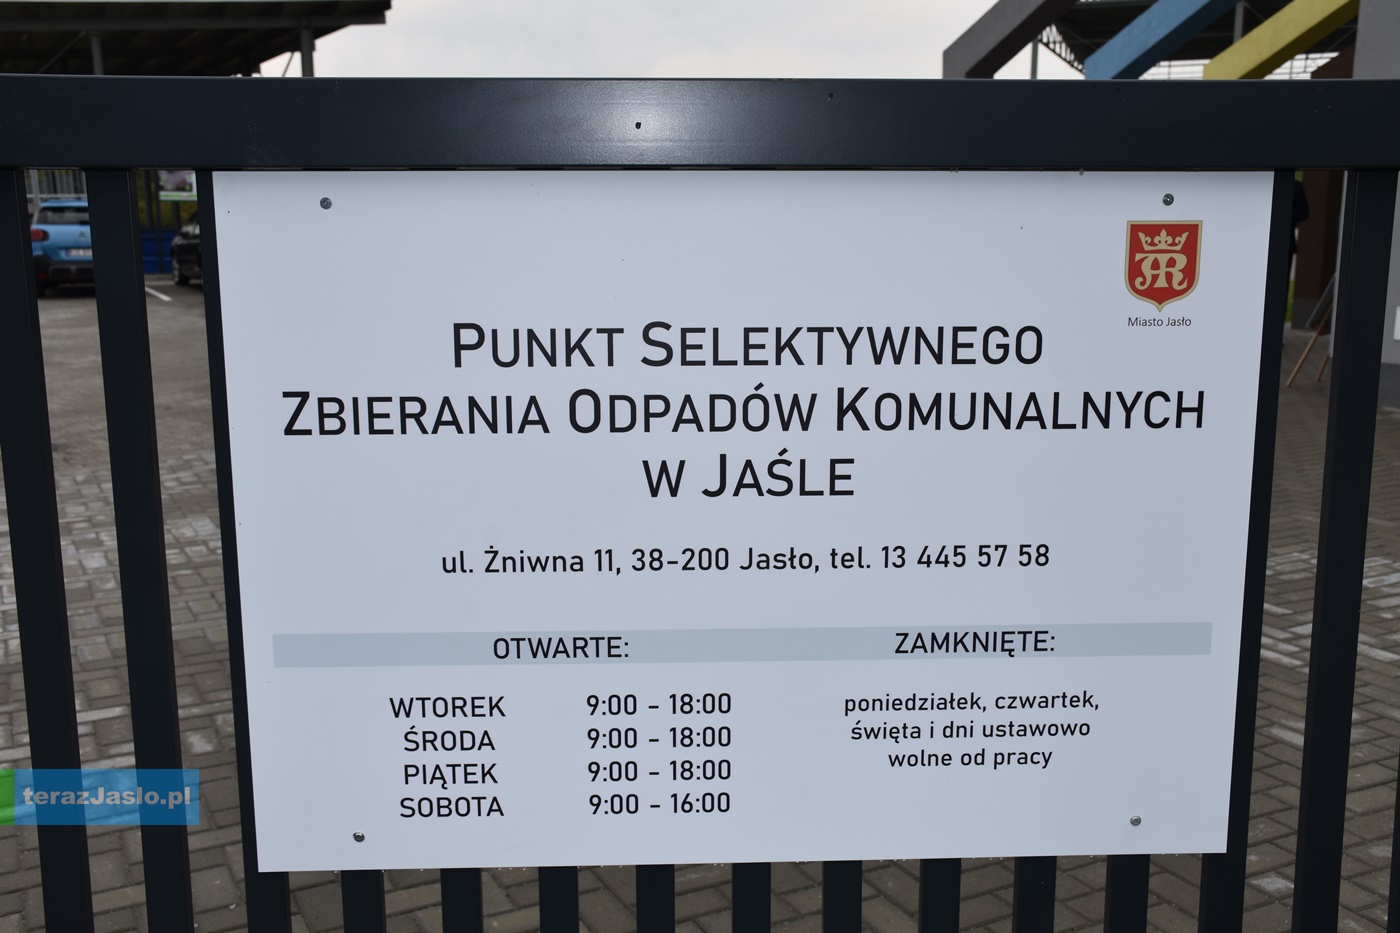 Miasto Jasło
PUNKT SELEKTYWNEGO
ZBIERANIA ODPADÓW KOMUNALNYCH
W JAŚLE
ul. Żniwna 11, 38-200 Jasło, tel. 13 445 57 58
OTWARTE: ZAMKNIĘTE:
WTOREK 9:00 - 18:00
ŚRODA 9:00 - 18:00
PIĄTEK 9:00 - 18:00
SOBOTA 9:00 - 16:00
poniedziałek, czwartek,
święta i dni ustawowo
wolne od pracy
terazJaslo.pl